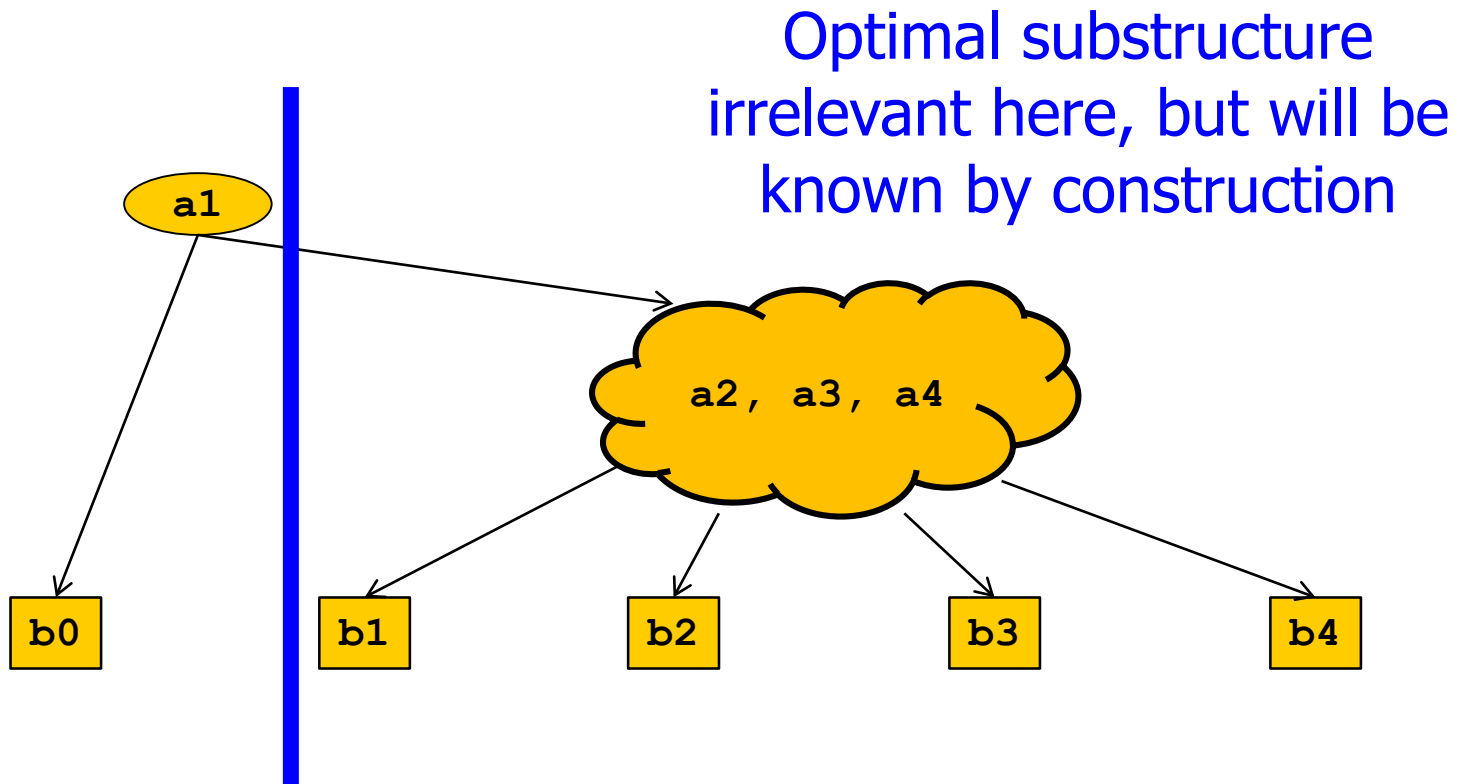 Optimal substructure
irrelevant here, but will be
known by construction
a1
a2, a3, a4
b0 b1 b2 b3 b4